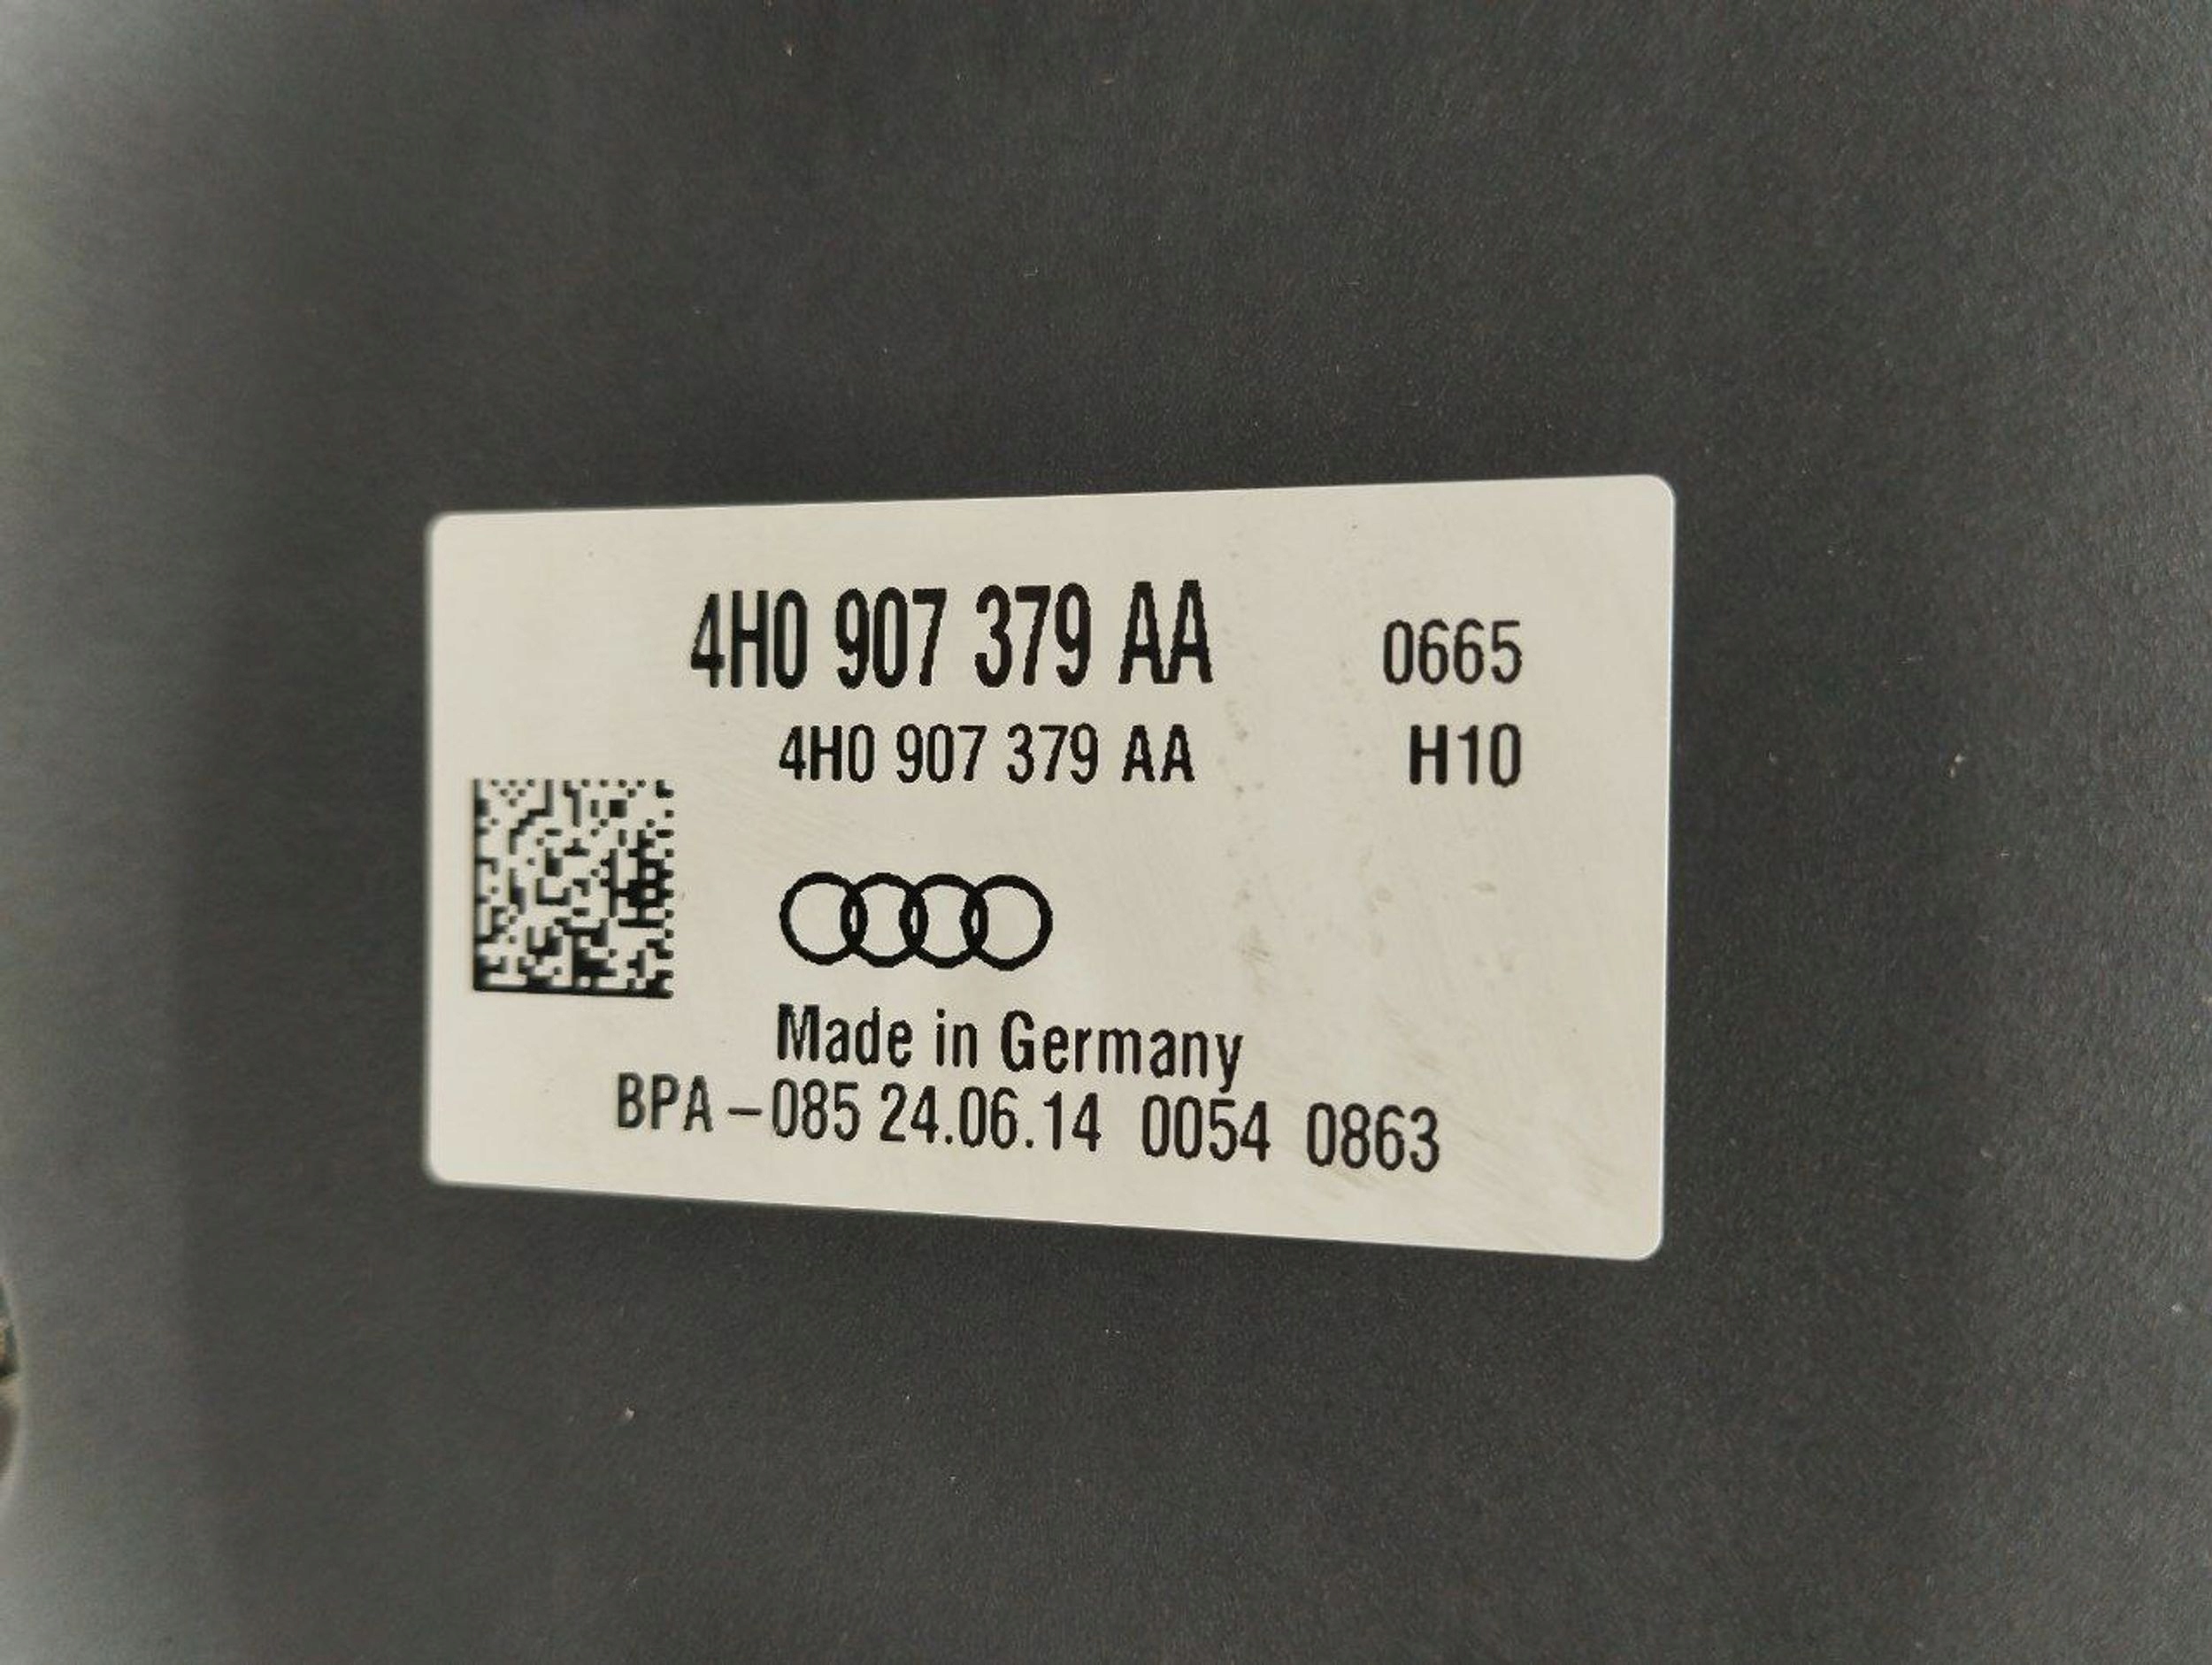 4H0 907 379 AA 0665
4H0 907 379 AA H10
Made in Germany
BPA-085 24.06.14 0054 0863